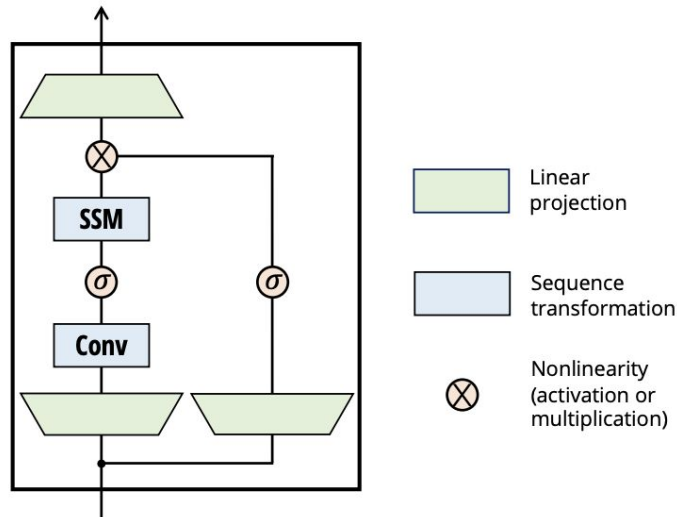 SSM
σ
σ
Conv
Linear
projection
Sequence
transformation
Nonlinearity
(activation or
multiplication)